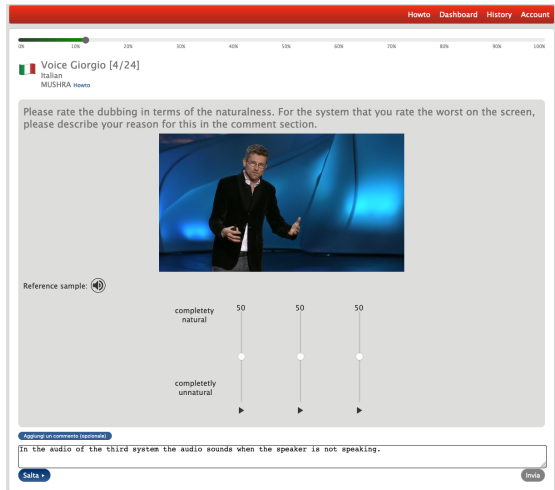 Howto Dashboard History Account
0% 10% 20% 30% 40% 50% 60% 70% 80% 90% 100%
Voice Giorgio [4/24]
Italian
MUSHRA Howto
Please rate the dubbing in terms of the naturalness. For the system that you rate the worst on the screen,
please describe your reason for this in the comment section.
Reference sample:
completety
natural
50 50 50
completetly
unnatural
Aggiungi un commento (opzionale)
In the audio of the third system the audio sounds when the speaker is not speaking.
Salta
Invia